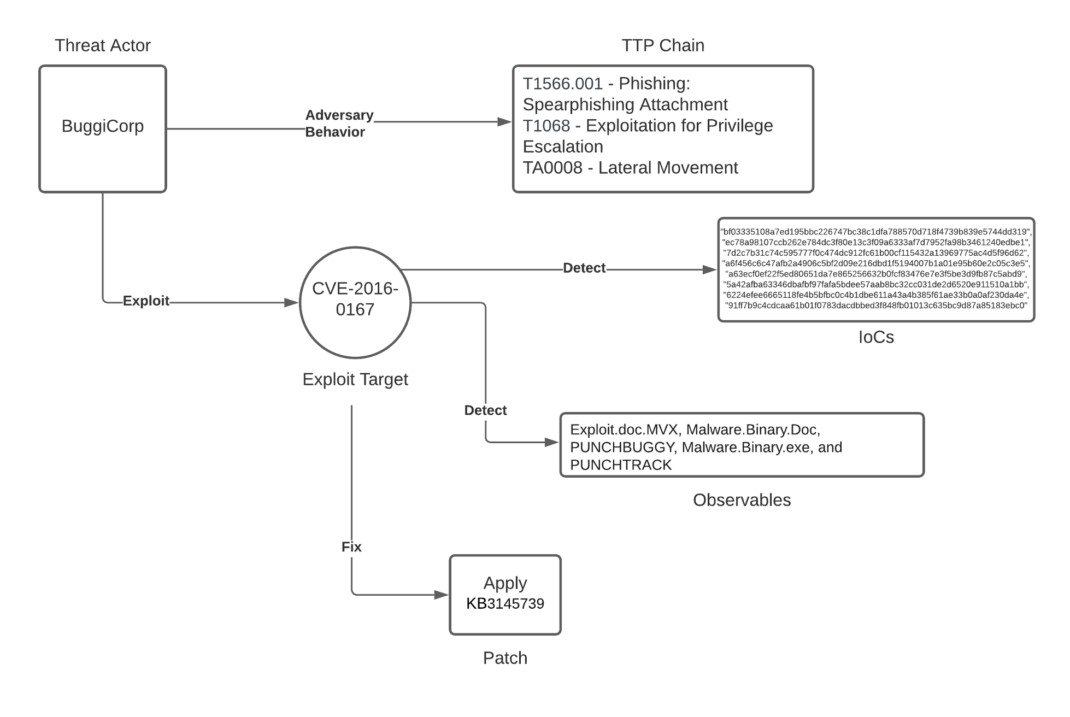 Threat Actor
TTP Chain
BuggiCorp
Adversary
Behavior
T1566.001 - Phishing:
Spearphishing Attachment
T1068 - Exploitation for Privilege
Escalation
TA0008 - Lateral Movement
"bf03335108a7ed195bbc226747bc38c1dfa788570d718f4739b839e5744dd319",
"ec78a98107ccb262e784dc3f80e13c3f09a6333af7d7952fa98b3461240edbe1",
"7d2c7b31c74c595777f0c474dc912fc61b00cf115432a13969775ac4d5f96d62",
"a6f456c6c47afb2a4906c5bf2d09e216dbd1f5194007b1a01e95b60e2c05c3e5",
"a63ecf0ef22f5ed80651da7e865256632b0fcf83476e7e3f5be3d9fb87c5abd9",
"5a42afba63346dbafbf97fafa5bdee57aab8bc32cc031de2d6520e911510a1bb",
"6224efee6665118fe4b5bfbc0c4b1dbe611a43a4b385f61ae33b0a0af230da4e",
"91ff7b9c4cdcaa61b01f0783dacdbbed3f848fb01013c635bc9d87a85183ebc0"
IoCs
Detect
Exploit
CVE-2016-
0167
Exploit Target
Detect
Exploit.doc.MVX, Malware.Binary.Doc,
PUNCHBUGGY, Malware.Binary.exe, and
PUNCHTRACK
Observables
Fix
Apply
KB3145739
Patch